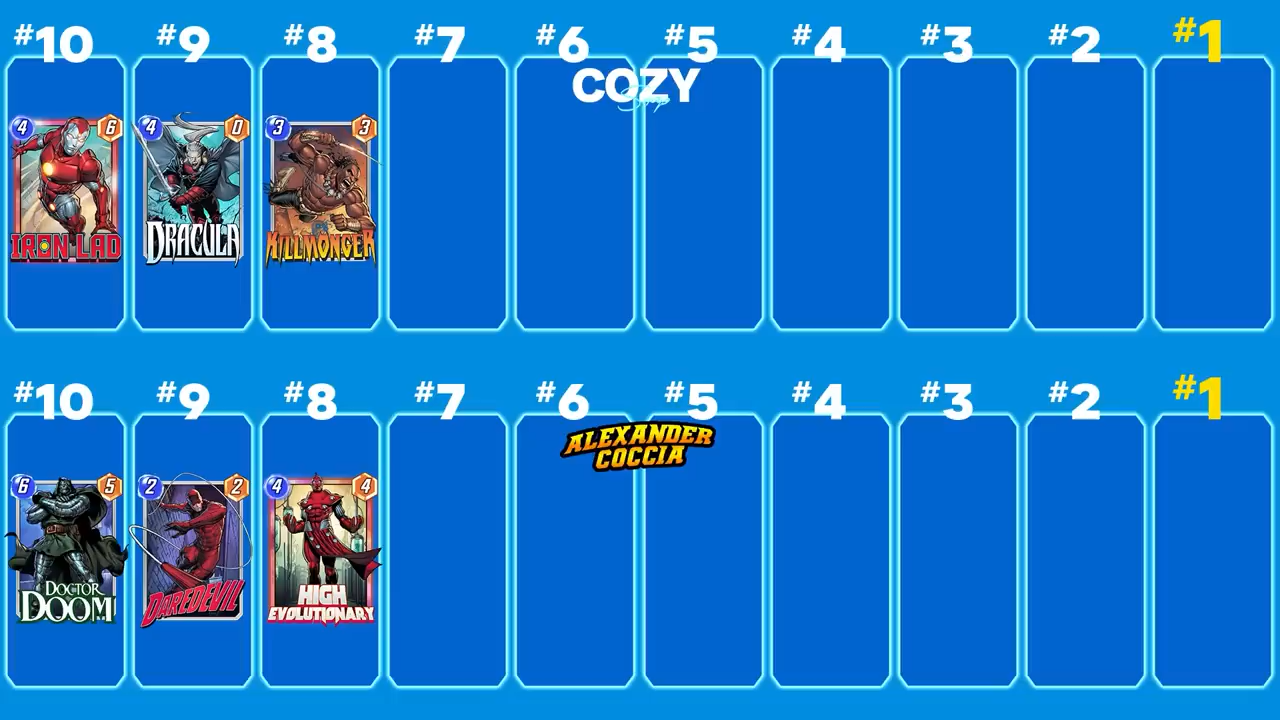 #10 #9 #8 #7 #6 #5 #4 #3 #2 #1
COZY
Snap
4 6 4 0 3 3
IRON LAD DRACULA KILLMONGER
#10 #9 #8 #7 #6 #5 #4 #3 #2 #1
ALEXANDER
COCCIA
6 5 2 2 4 4
DOCTOR
DOOM
DAREDEVIL
HIGH
EVOLUTIONARY